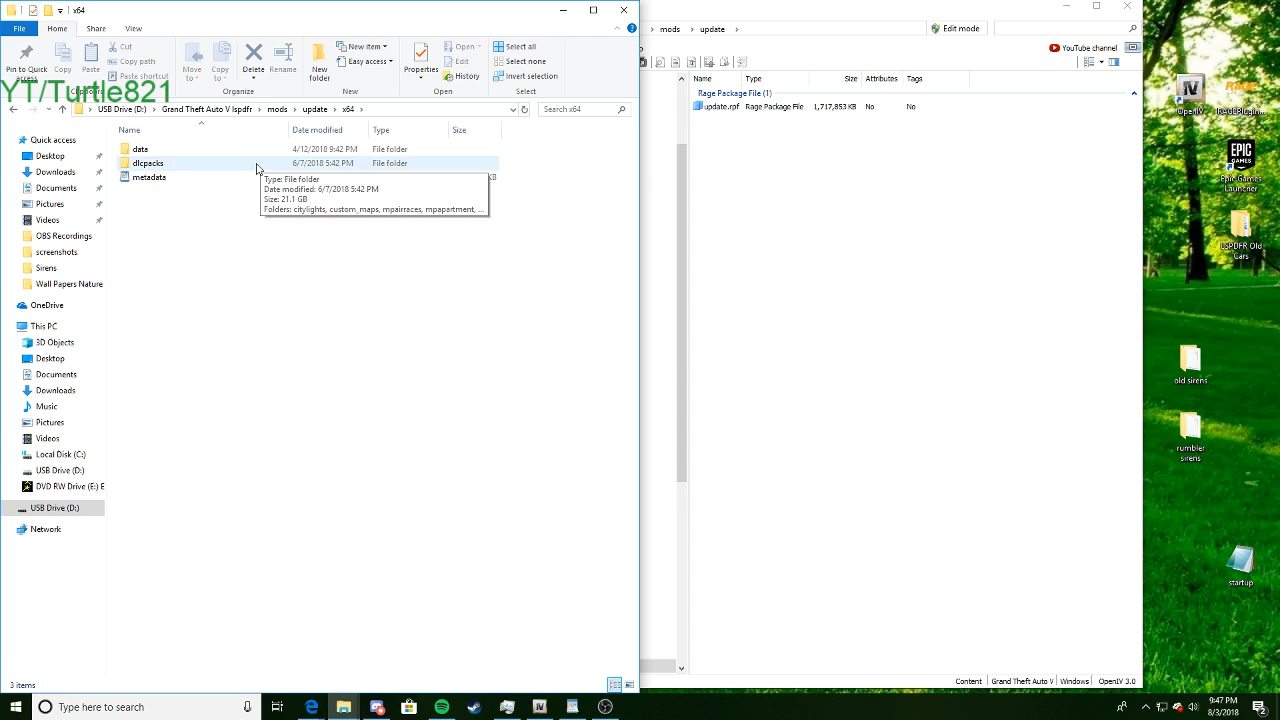 x64
File Home Share View
Pin to Quick access
Copy
Paste
Cut
Copy path
Paste shortcut
Move to
Copy to
Delete
Rename
New folder
New item
Easy access
Properties
Open
Edit
History
Select all
Select none
Invert selection
Organize New Open Select
YT/Turtle821
USB Drive (D:) > Grand Theft Auto V lspdfr > mods > update > x64 >
Search x64
Name Date modified Type Size
data 4/12/2018 9:42 PM File folder
dlcpacks 6/7/2018 5:42 PM File folder
metadata KB
Type: File folder
Date modified: 6/7/2018 5:42 PM
Size: 21.1 GB
Folders: citylights, custom_maps, mpairraces, mpapartment, ...
Quick access
Desktop
Downloads
Documents
Pictures
Videos
OBS Recordings
screenshots
Sirens
Wall Papers Nature
OneDrive
This PC
3D Objects
Desktop
Documents
Downloads
Music
Pictures
Videos
Local Disk (C:)
USB Drive (D:)
DVD RW Drive (E:) E
USB Drive (D:)
Network
3 items
> mods > update >
Edit mode
YouTube channel
Name Type Size Attributes Tags
Rage Package File (1)
update.rpf Rage Package File 1,717,853 KB No No
Content Grand Theft Auto V Windows OpenIV 3.0
OpenIV
Epic Games Launcher
LSPDFR Old Cars
old sirens
rumbler sirens
startup
Type here to search
9:47 PM
8/3/2018
2